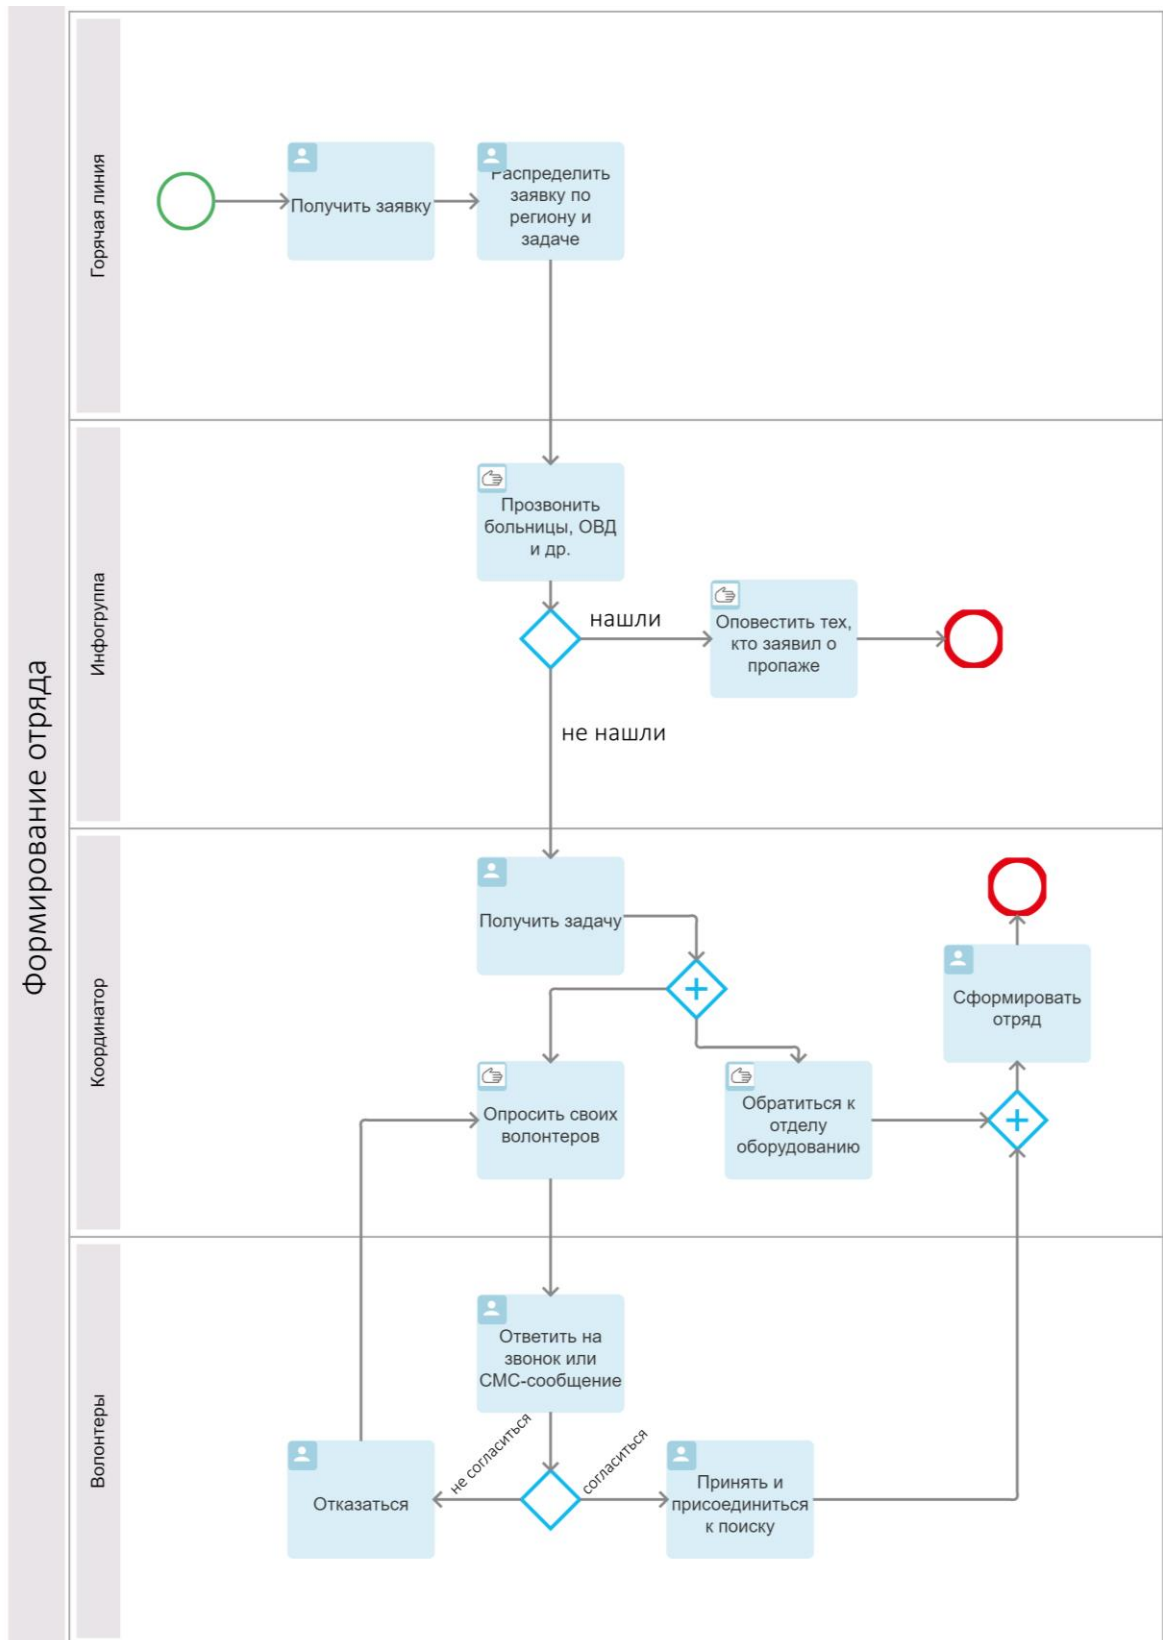 Формирование отряда
Горячая линия
Получить заявку
Распределить
заявку по
региону и
задаче
Инфогруппа
Прозвонить
больницы, ОВД
и др.
нашли
Оповестить тех,
кто заявил о
пропаже
не нашли
Координатор
Получить задачу
Сформировать
отряд
Опросить своих
волонтеров
Обратиться к
отделу
оборудованию
Волонтеры
Ответить на
звонок или
СМС-сообщение
не согласиться
согласиться
Отказаться
Принять и
присоединиться
к поиску